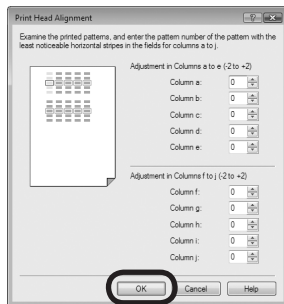 Print Head Alignment
Examine the printed patterns, and enter the pattern number of the pattern with the
least noticeable horizontal stripes in the fields for columns a to j.
Adjustment in Columns a to e (-2 to +2)
Column a: 0
Column b: 0
Column c: 0
Column d: 0
Column e: 0
Adjustment in Columns f to j (-2 to +2)
Column f: 0
Column g: 0
Column h: 0
Column i: 0
Column j: 0
OK Cancel Help